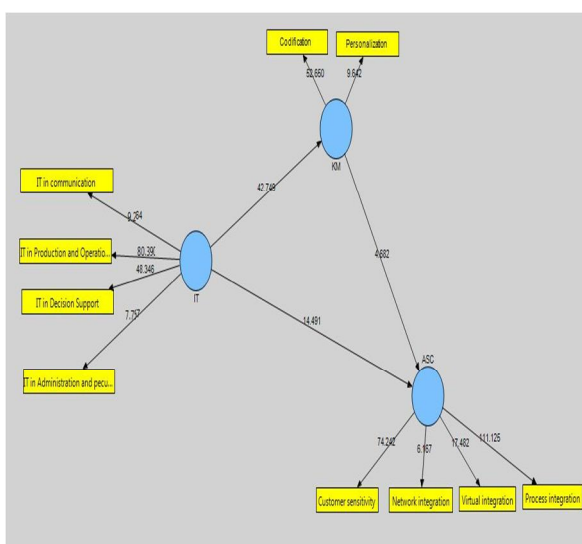 Codification
Personalization
52.660
9.642
KM
42.749
IT in communication
9.284
IT in Production and Operatio...
80.390
48.346
IT in Decision Support
IT
7.757
IT in Administration and pecu...
4.682
14.491
ASC
74.242
6.167
17.482
111.125
Customer sensitivity
Network integration
Virtual integration
Process integration